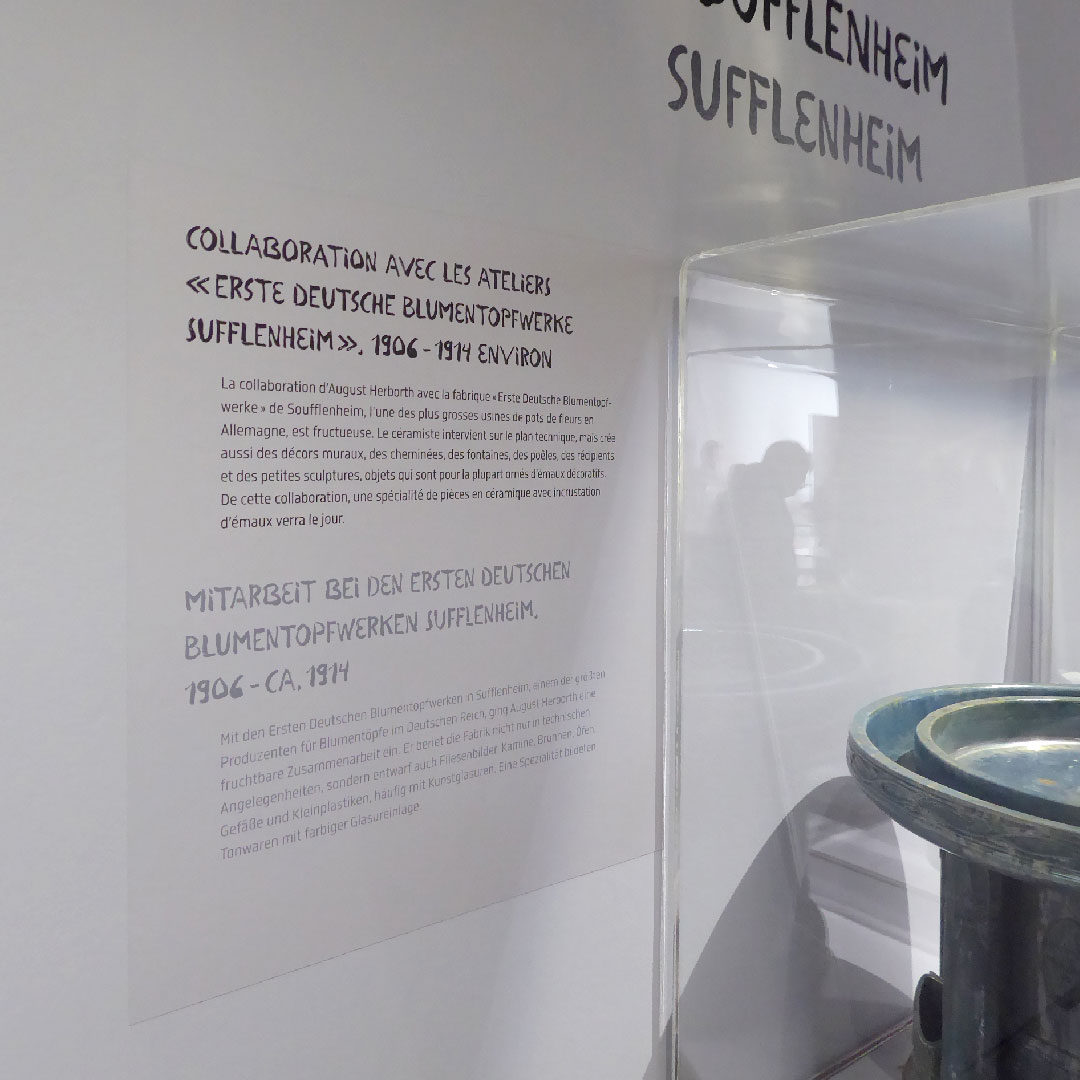 SUFFLENHEIM
SUFFLENHEIM
COLLABORATION AVEC LES ATELIERS
«ERSTE DEUTSCHE BLUMENTOPFWERKE
SUFFLENHEIM», 1906 - 1914 ENVIRON
La collaboration d'August Herborth avec la fabrique «Erste Deutsche Blumentopf-
werke » de Soufflenheim, l'une des plus grosses usines de pots de fleurs en
Allemagne, est fructueuse. Le céramiste intervient sur le plan technique, mais crée
aussi des décors muraux, des cheminées, des fontaines, des poêles, des récipients
et des petites sculptures, objets qui sont pour la plupart ornés d'émaux décoratifs.
De cette collaboration, une spécialité de pièces en céramique avec incrustation
d'émaux verra le jour.
MITARBEIT BEI DEN ERSTEN DEUTSCHEN
BLUMENTOPFWERKEN SUFFLENHEIM,
1906 - CA. 1914
Mit den Ersten Deutschen Blumentopfwerken in Sufflenheim, einem der größten
Produzenten für Blumentöpfe im Deutschen Reich, ging August Herborth eine
fruchtbare Zusammenarbeit ein. Er beriet die Fabrik nicht nur in technischen
Angelegenheiten, sondern entwarf auch Fliesenbilder, Kamine, Brunnen, Öfen,
Gefäße und Kleinplastiken, häufig mit Kunstglasuren. Eine Spezialität bildeten
Tonwaren mit farbiger Glasureinlage.